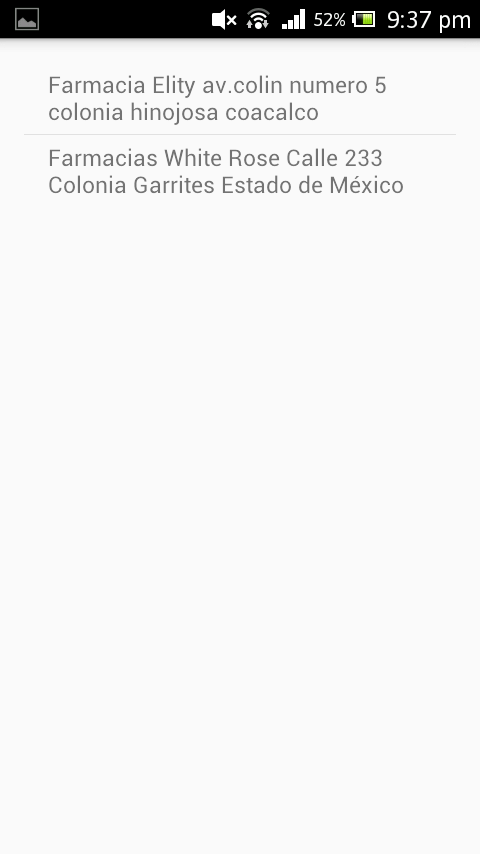 52% 9:37 pm
Farmacia Elity av.colin numero 5
colonia hinojosa coacalco
Farmacias White Rose Calle 233
Colonia Garrites Estado de México